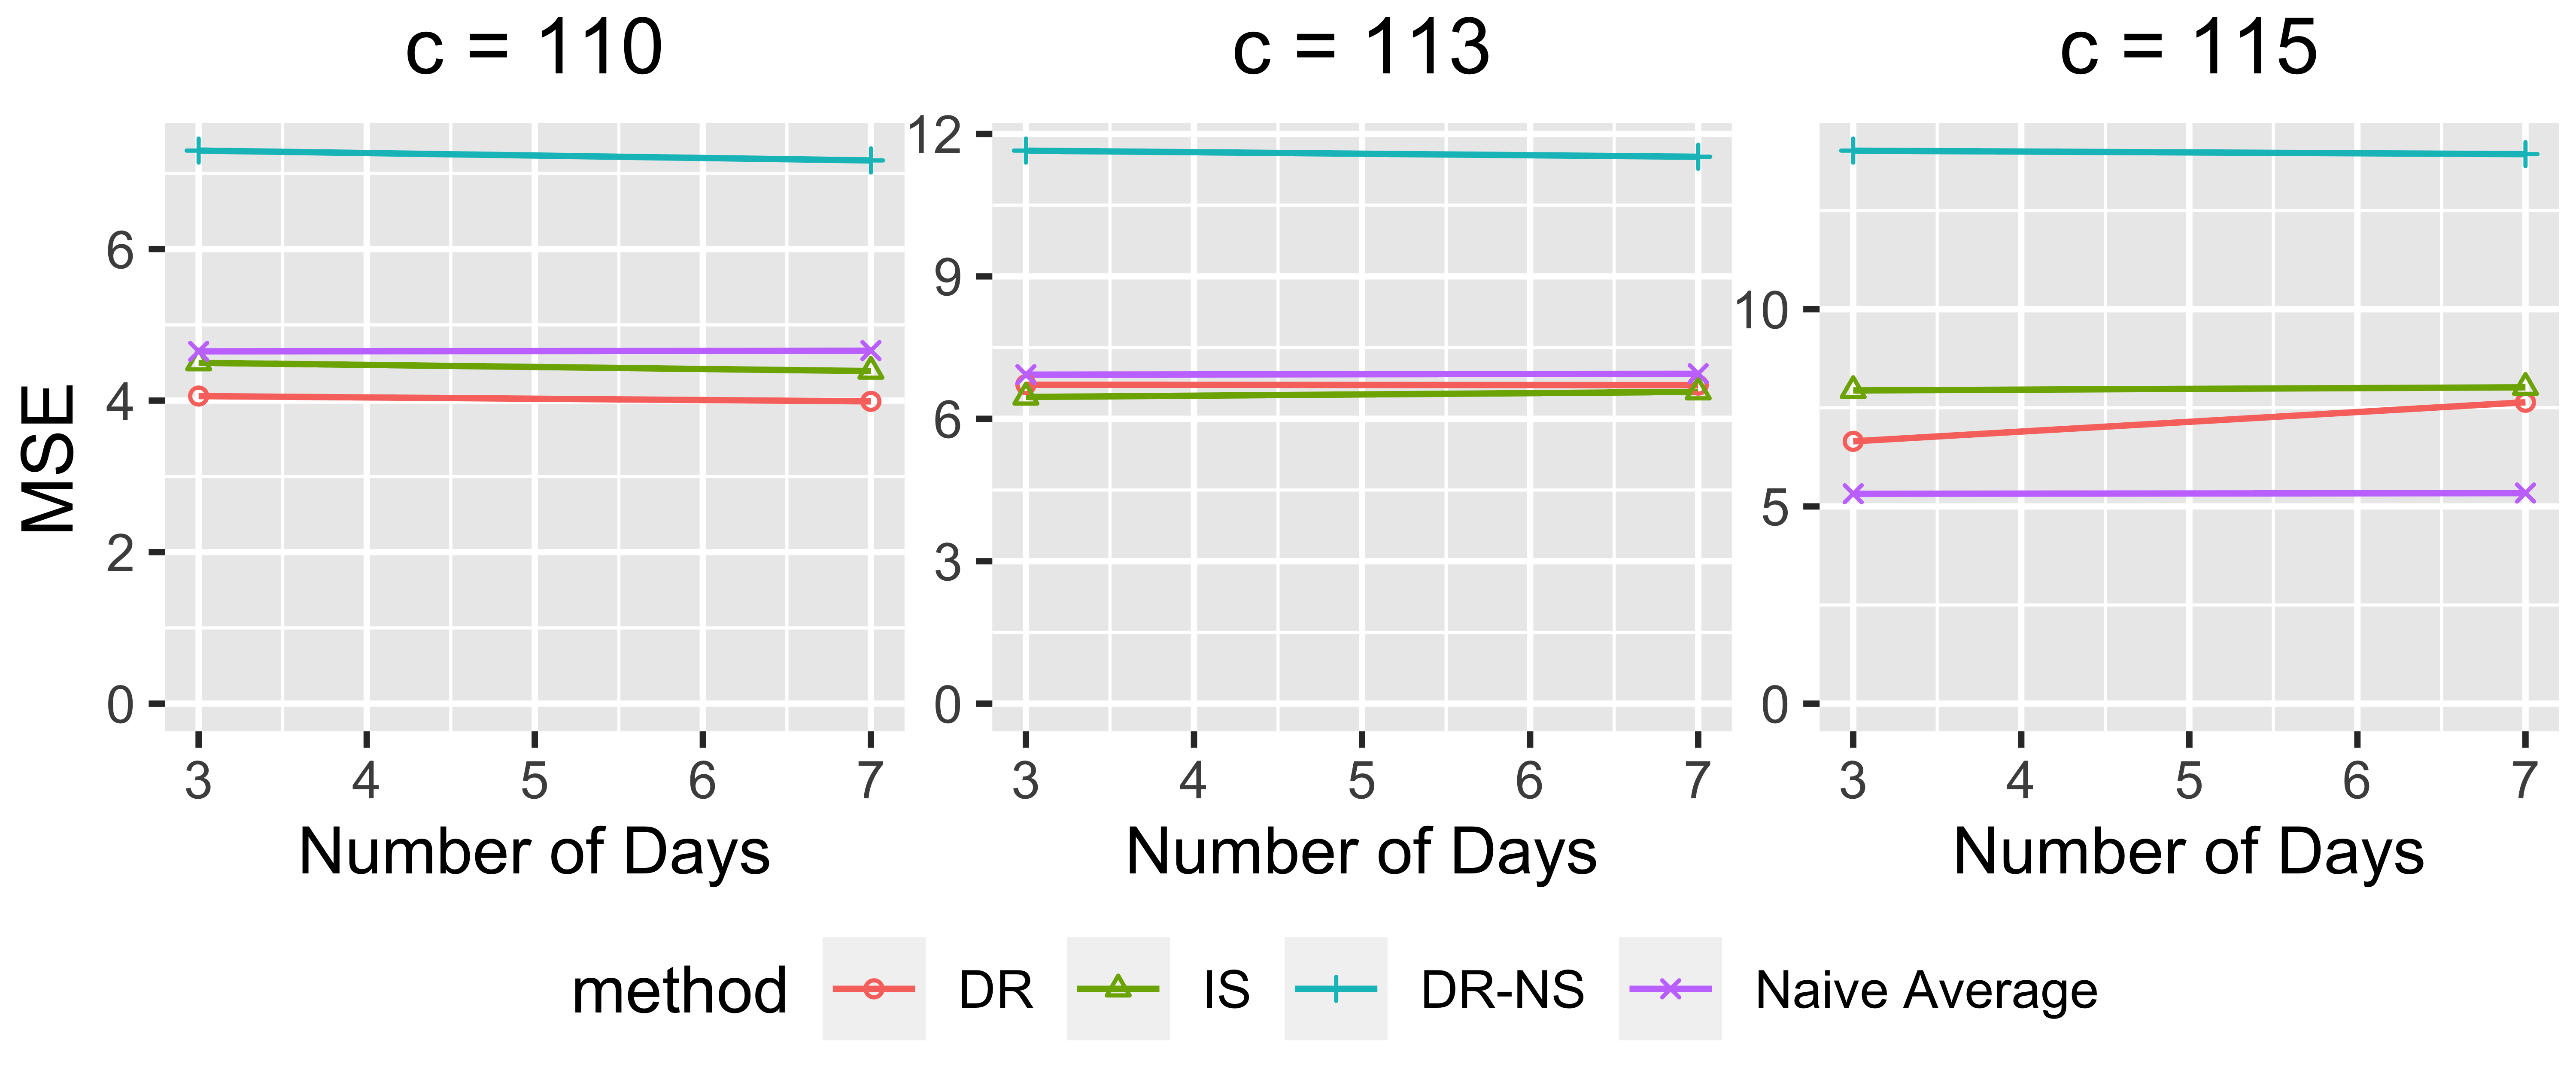 c = 110
c = 113
c = 115
MSE
6
4
2
0
12
9
6
3
0
10
5
0
3 4 5 6 7
3 4 5 6 7
3 4 5 6 7
Number of Days
Number of Days
Number of Days
method DR IS DR-NS Naive Average